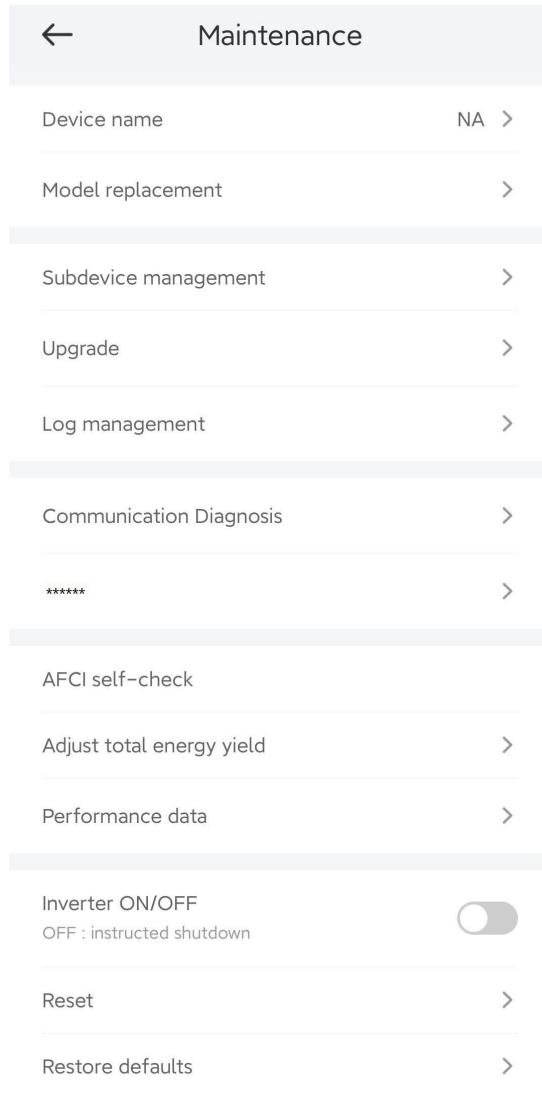 Maintenance
Device name NA
Model replacement
Subdevice management
Upgrade
Log management
Communication Diagnosis
******
AFCI self-check
Adjust total energy yield
Performance data
Inverter ON/OFF
OFF : instructed shutdown
Reset
Restore defaults